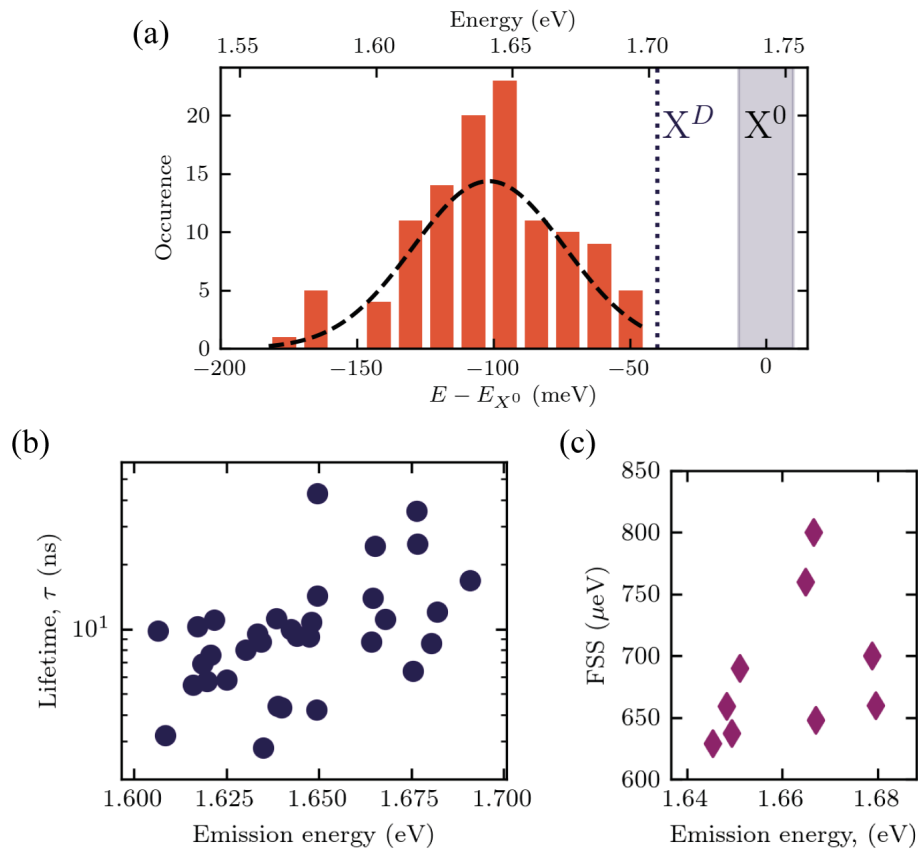 (a)
Energy (eV)
1.55 1.60 1.65 1.70 1.75
Occurence
20
15
10
5
0
X^D
X^0
−200 −150 −100 −50 0
E − E_{X^0} (meV)
(b)
Lifetime, τ (ns)
10^1
1.600 1.625 1.650 1.675 1.700
Emission energy (eV)
(c)
FSS (μeV)
850
800
750
700
650
600
1.64 1.66 1.68
Emission energy, (eV)